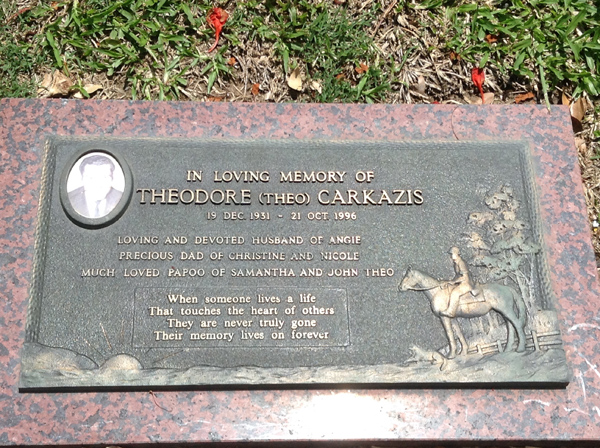 IN LOVING MEMORY OF
THEODORE (THEO) CARKAZIS
19 DEC 1931 - 21 OCT 1996
LOVING AND DEVOTED HUSBAND OF ANGIE
PRECIOUS DAD OF CHRISTINE AND NICOLE
MUCH LOVED PAPOO OF SAMANTHA AND JOHN THEO
When someone lives a life
That touches the heart of others
They are never truly gone
Their memory lives on forever